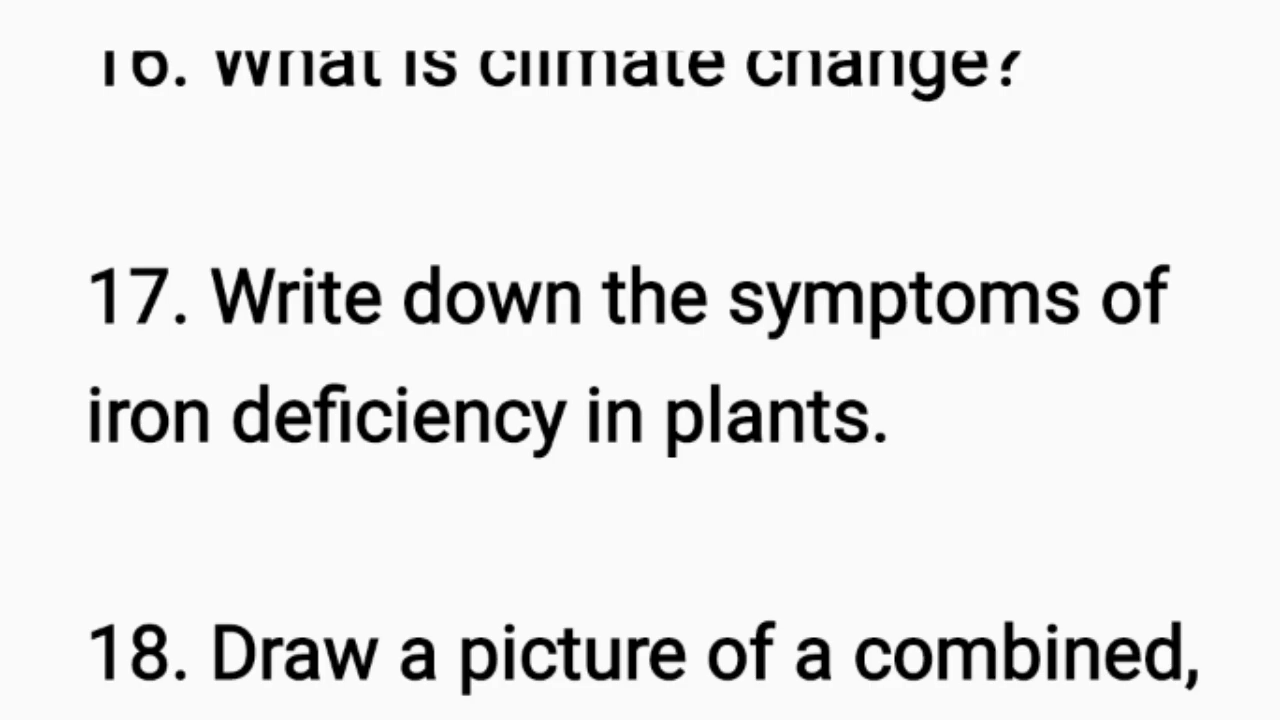 16. What is climate change?
17. Write down the symptoms of
iron deficiency in plants.
18. Draw a picture of a combined,